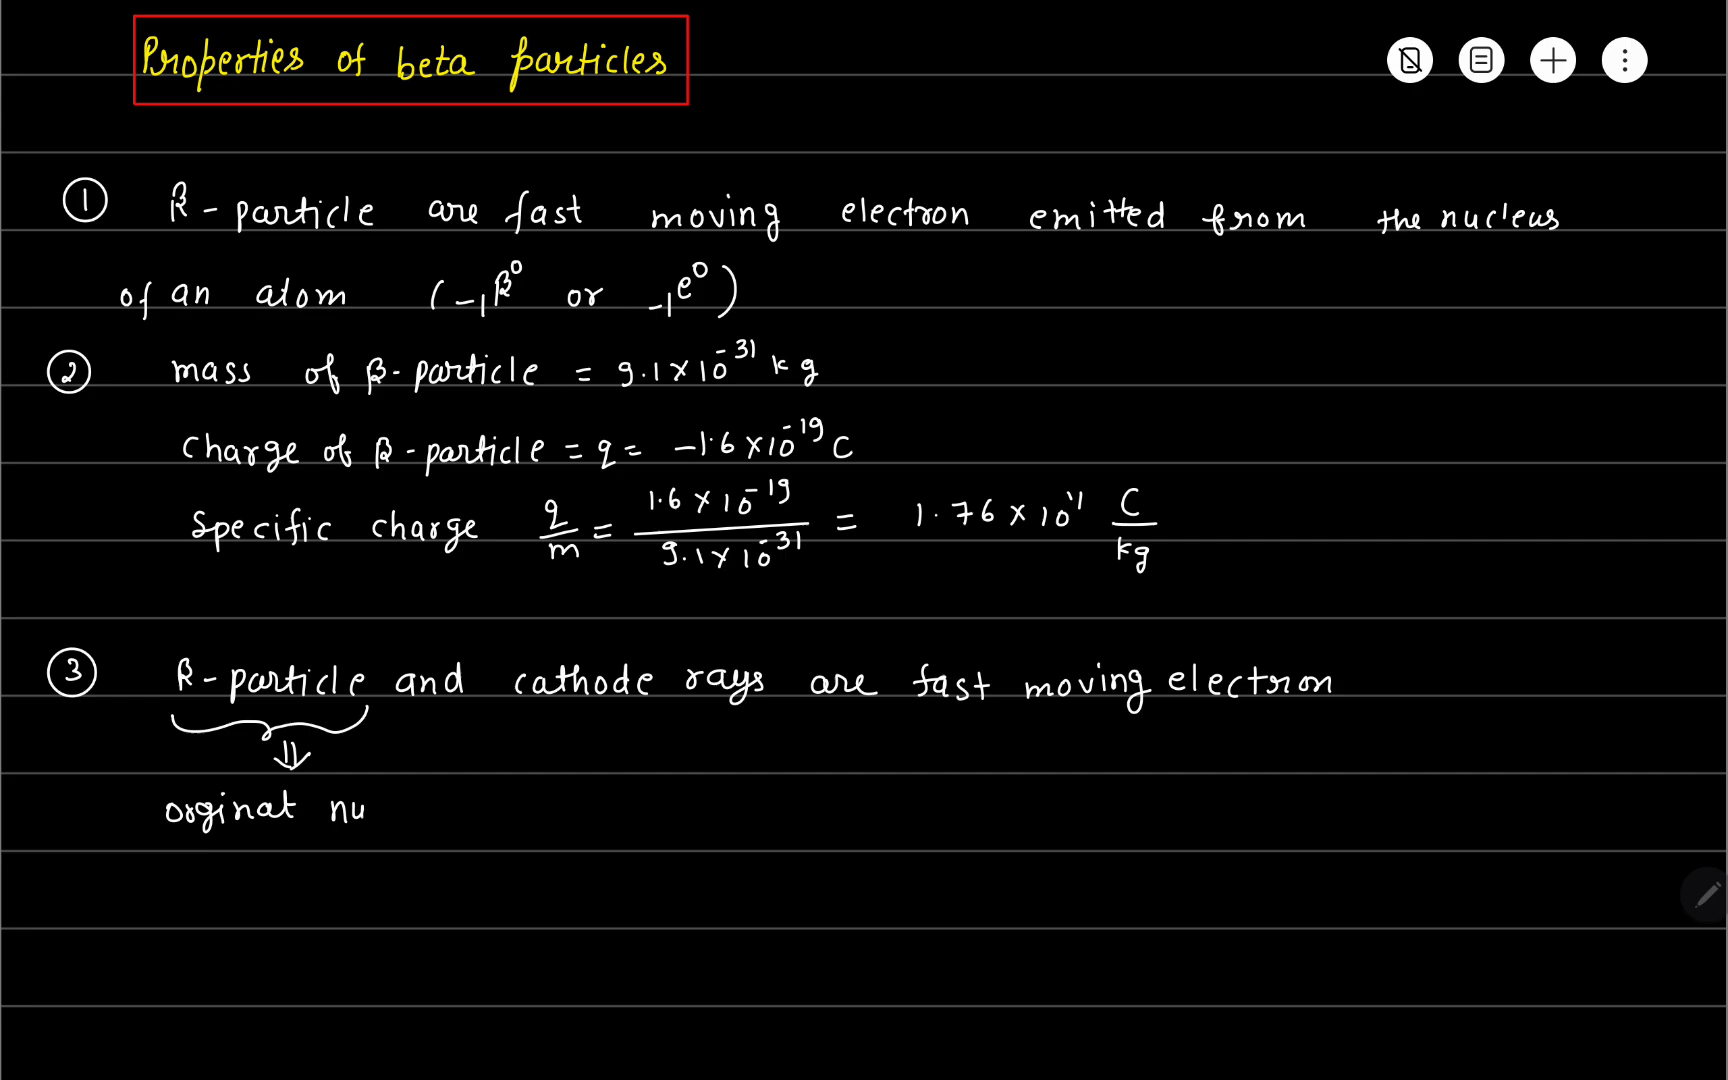 Properties of beta particles
① β-particle are fast moving electron emitted from the nucleus
of an atom (₋₁β⁰ or ₋₁e⁰)
② mass of β-particle = 9.1×10⁻³¹ kg
Charge of β-particle = q = -1.6×10⁻¹⁹ C
Specific charge q/m = 1.6×10⁻¹⁹/9.1×10⁻³¹ = 1.76×10¹¹ C/kg
③ β-particle and cathode rays are fast moving electron
⇓
orginat nu